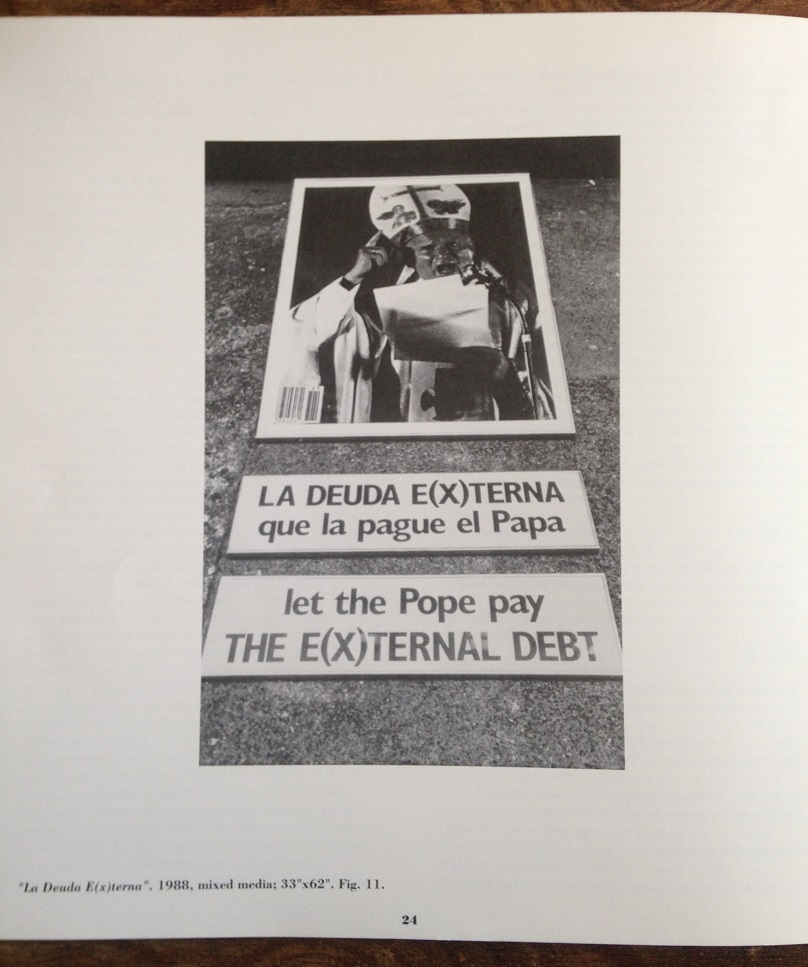 LA DEUDA E(X)TERNA
que la pague el Papa
let the Pope pay
THE E(X)TERNAL DEBT
"La Deuda E(x)terna". 1988, mixed media; 33"x62". Fig. 11.
24